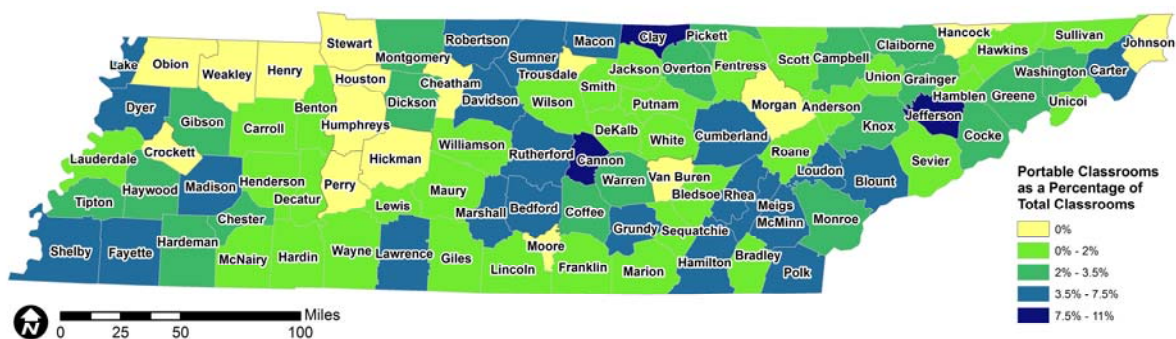 Stewart
Montgomery
Robertson
Sumner
Macon
Clay
Pickett
Hancock
Sullivan
Johnson
Lake
Obion
Weakley
Henry
Houston
Cheatham
Trousdale
Jackson
Overton
Fentress
Scott
Campbell
Claiborne
Hawkins
Union
Grainger
Washington
Carter
Dyer
Gibson
Benton
Dickson
Davidson
Wilson
Smith
Putnam
Morgan
Anderson
Hamblen
Greene
Unicoi
Carroll
Humphreys
Jefferson
Lauderdale
Crockett
Hickman
Williamson
Rutherford
Cannon
DeKalb
White
Cumberland
Knox
Cocke
Roane
Sevier
Tipton
Haywood
Madison
Henderson
Decatur
Perry
Lewis
Maury
Warren
Van Buren
Bledsoe
Rhea
Loudon
Blount
Meigs
McMinn
Monroe
Chester
Marshall
Bedford
Coffee
Grundy
Sequatchie
Shelby
Fayette
Hardeman
McNairy
Hardin
Wayne
Lawrence
Giles
Lincoln
Moore
Franklin
Marion
Hamilton
Bradley
Polk
Portable Classrooms
as a Percentage of
Total Classrooms
0%
0% - 2%
2% - 3.5%
3.5% - 7.5%
7.5% - 11%
N
Miles
0 25 50 100